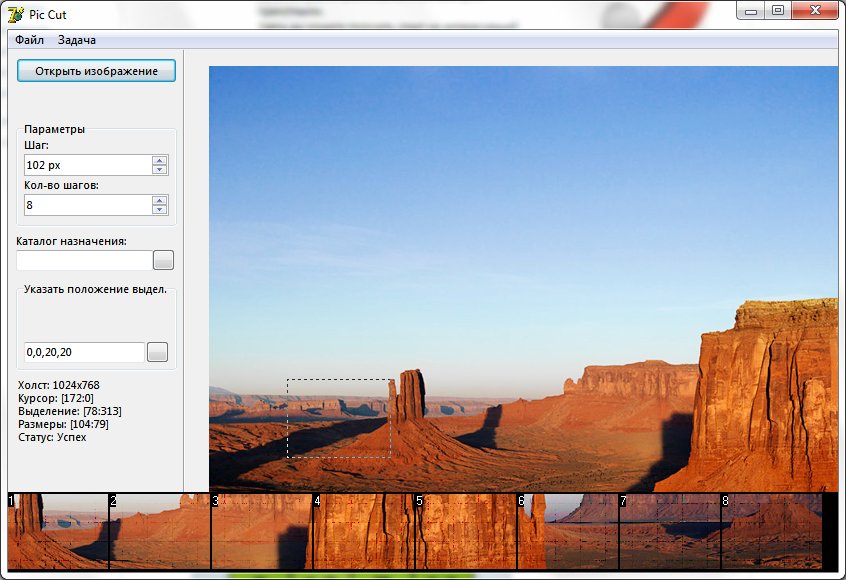 Pic Cut
Файл Задача
Открыть изображение
Параметры
Шаг:
102 px
Кол-во шагов:
8
Каталог назначения:
Указать положение выдел.
0,0,20,20
Холст: 1024x768
Курсор: [172:0]
Выделение: [78:313]
Размеры: [104:79]
Статус: Успех
1 2 3 4 5 6 7 8